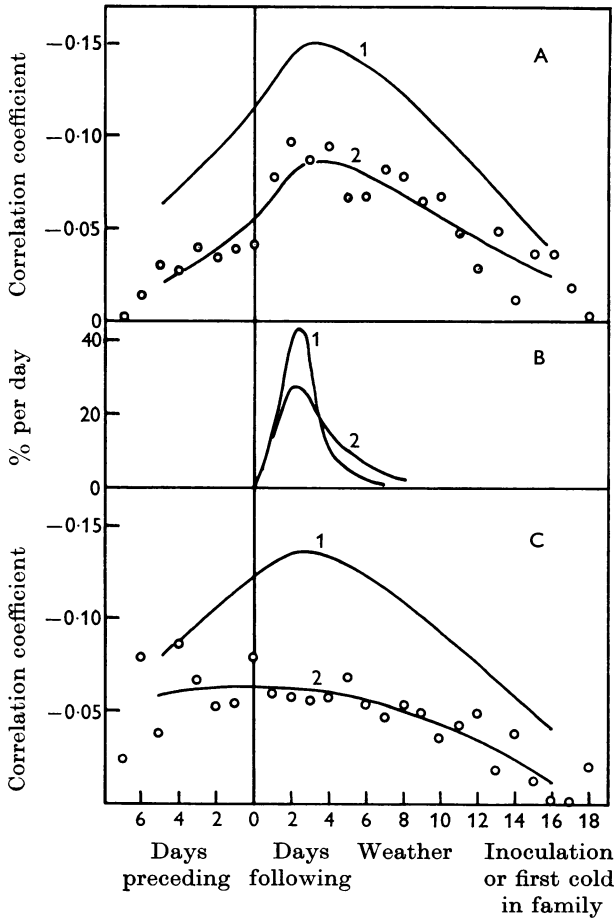 Correlation coefficient
−0·15
−0·10
−0·05
0
1
2
A
% per day
40
20
0
1
2
B
Correlation coefficient
−0·15
−0·10
−0·05
1
2
C
6 4 2 0 2 4 6 8 10 12 14 16 18
Days Days Weather Inoculation
preceding following or first cold
in family